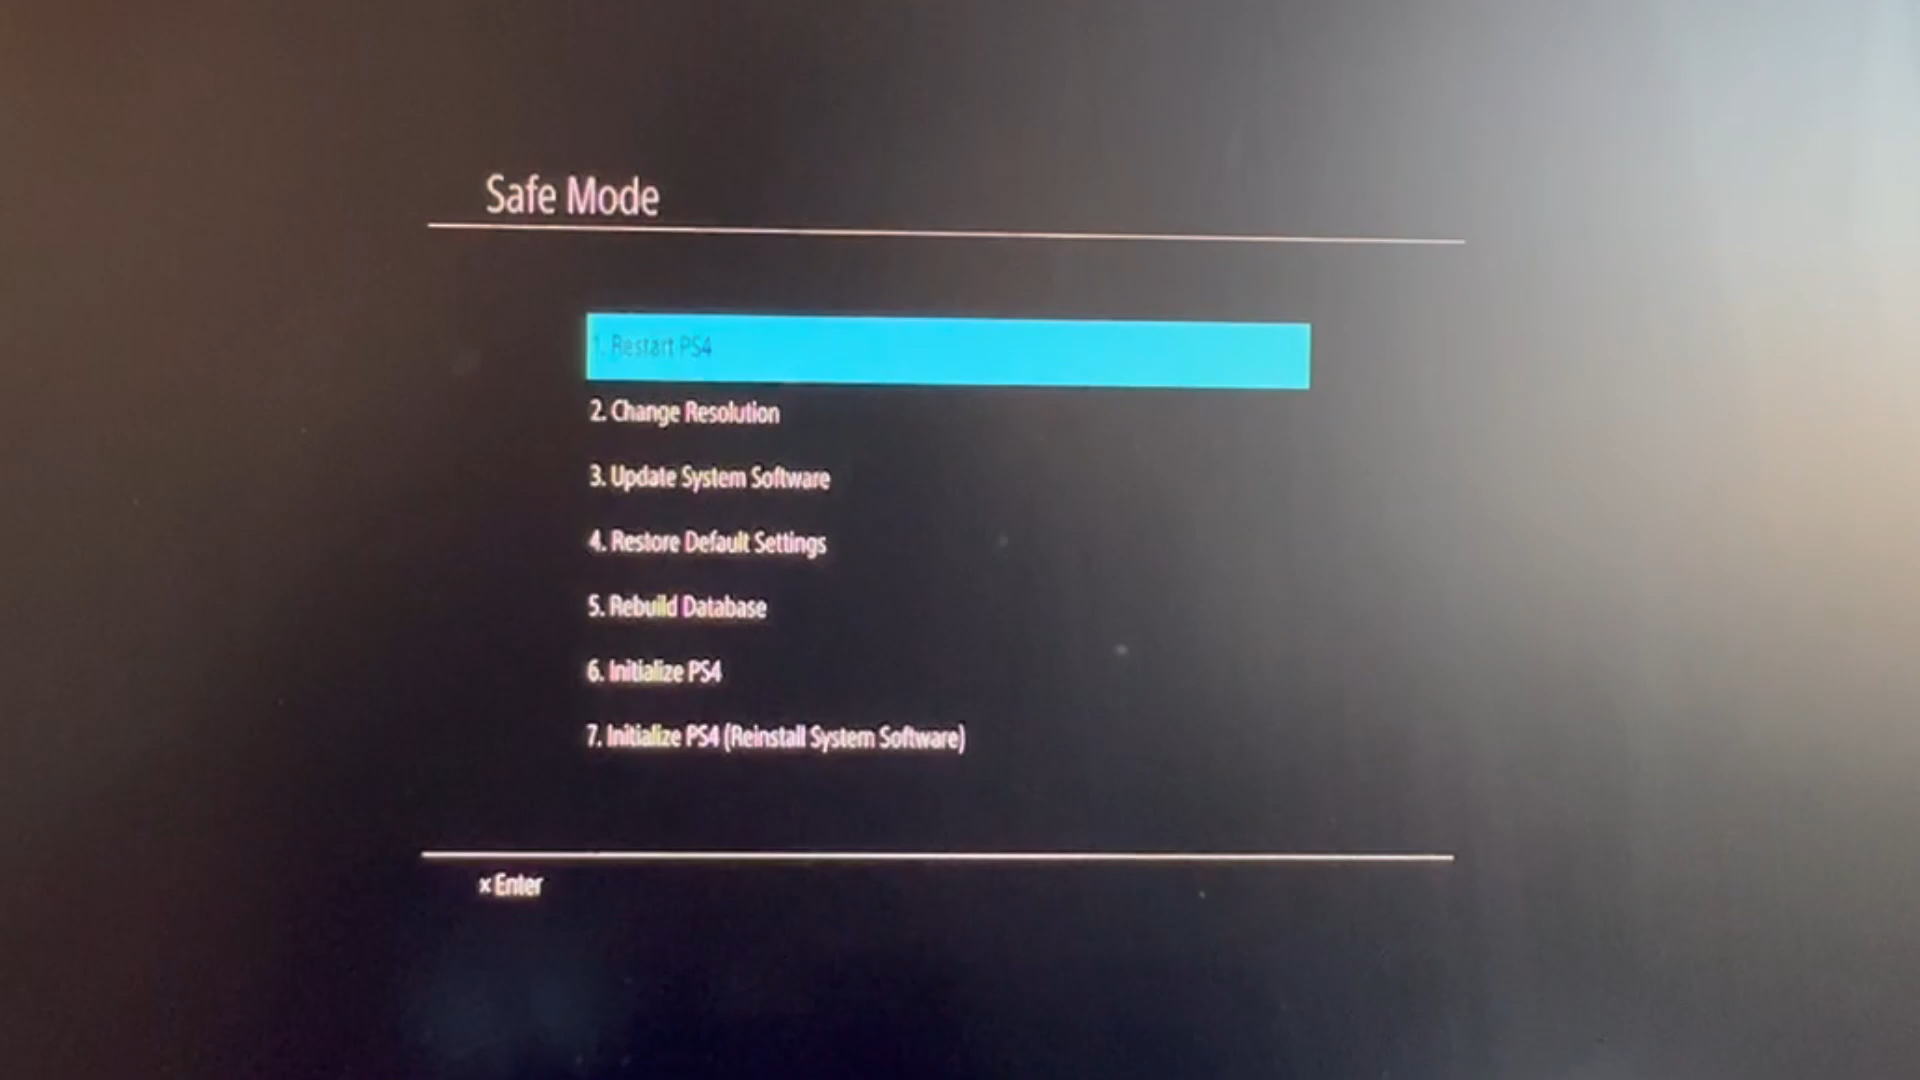 Safe Mode
1. Restart PS4
2. Change Resolution
3. Update System Software
4. Restore Default Settings
5. Rebuild Database
6. Initialize PS4
7. Initialize PS4 (Reinstall System Software)
× Enter